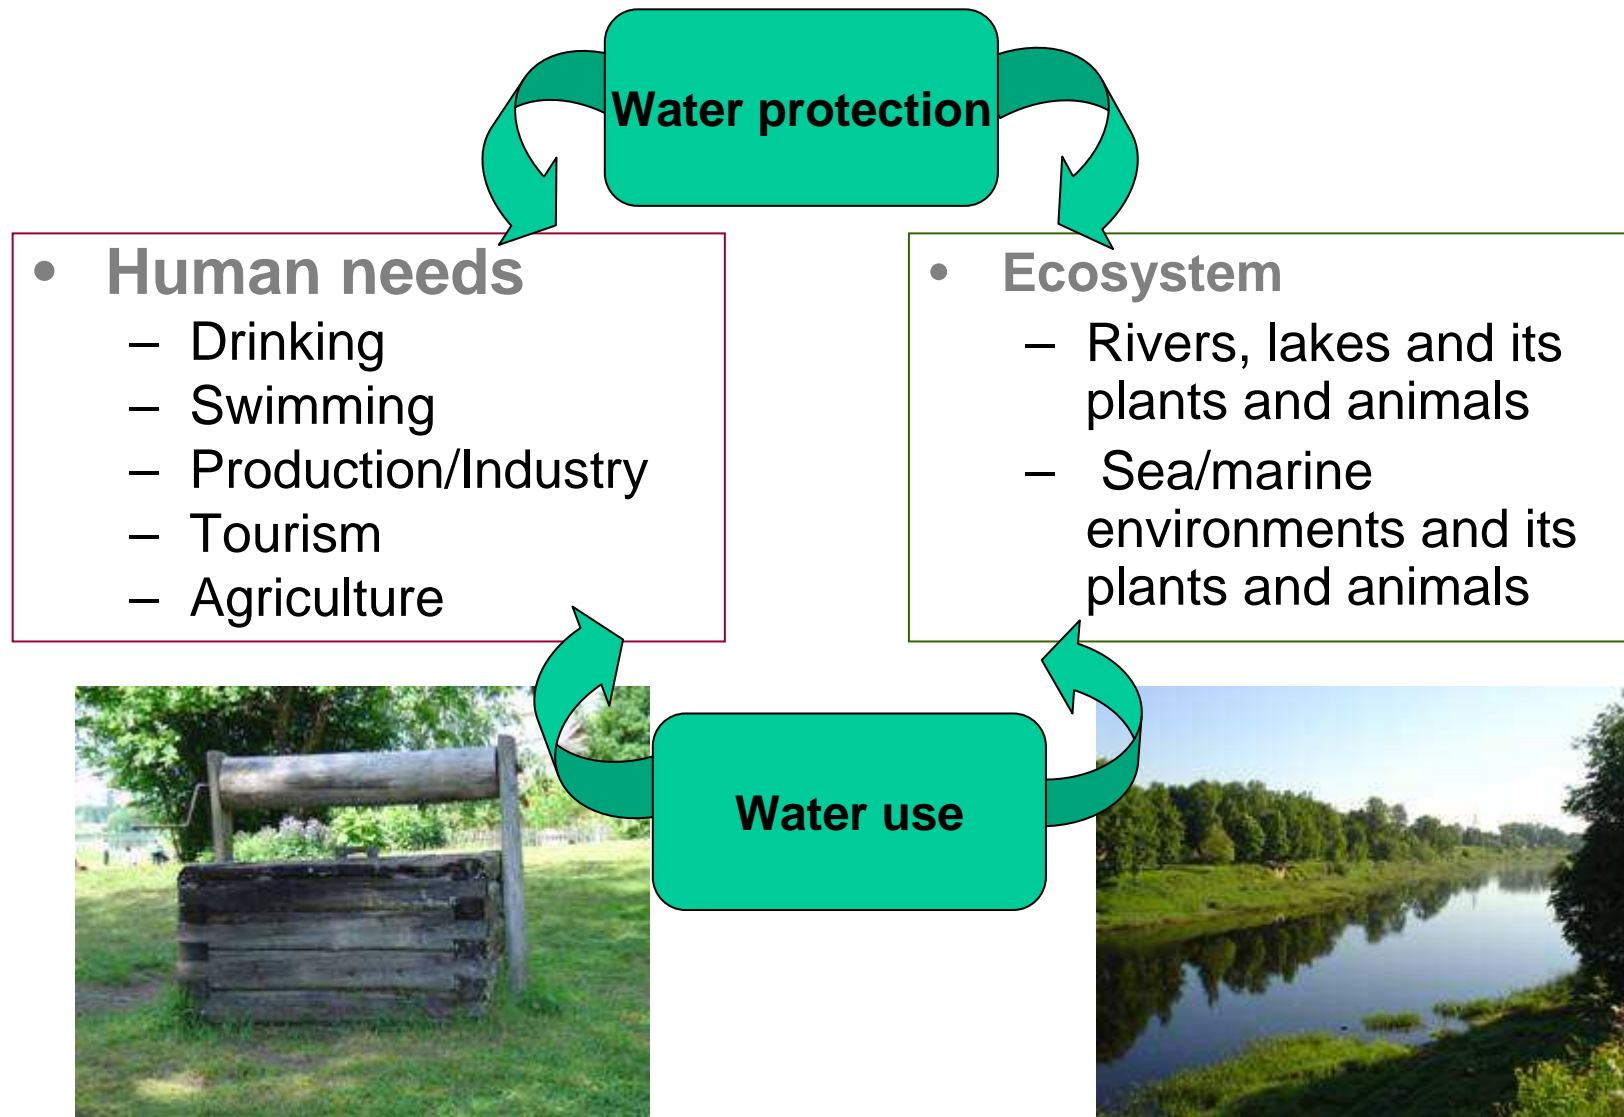 Water protection
• Human needs
– Drinking
– Swimming
– Production/Industry
– Tourism
– Agriculture
• Ecosystem
– Rivers, lakes and its
plants and animals
– Sea/marine
environments and its
plants and animals
Water use